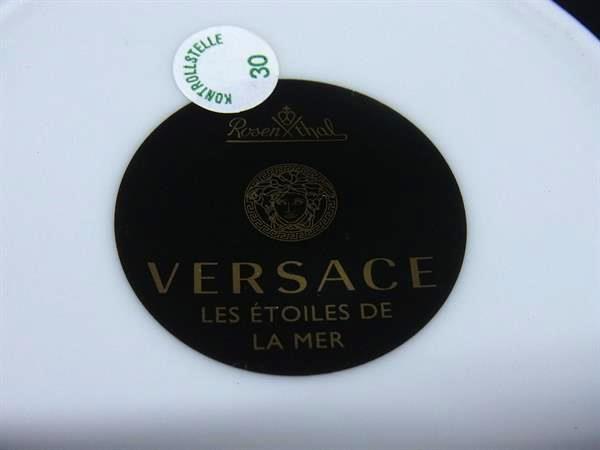 KONTROLLSTELLE
30
Rosenthal
VERSACE
LES ÉTOILES DE
LA MER